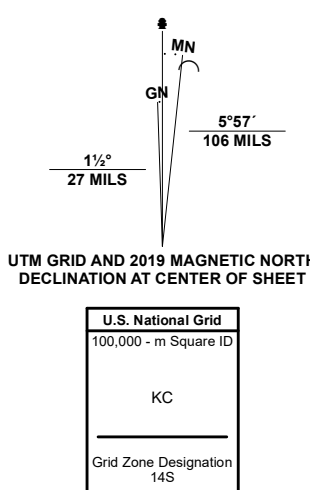 MN
GN
5°57´
106 MILS
1½°
27 MILS
UTM GRID AND 2019 MAGNETIC NORTH
DECLINATION AT CENTER OF SHEET
U.S. National Grid
100,000 - m Square ID
KC
Grid Zone Designation
14S